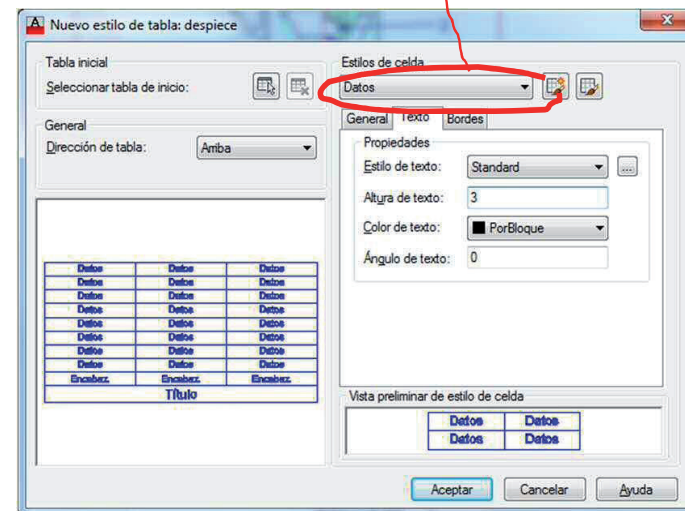 Nuevo estilo de tabla: despiece
Tabla inicial
Seleccionar tabla de inicio:
General
Dirección de tabla: Arriba
Datos Datos Datos
Datos Datos Datos
Datos Datos Datos
Datos Datos Datos
Datos Datos Datos
Datos Datos Datos
Datos Datos Datos
Datos Datos Datos
Encabez. Encabez. Encabez.
Título
Estilos de celda
Datos
General Texto Bordes
Propiedades
Estilo de texto: Standard ...
Altura de texto: 3
Color de texto: PorBloque
Ángulo de texto: 0
Vista preliminar de estilo de celda
Datos Datos
Datos Datos
Aceptar Cancelar Ayuda